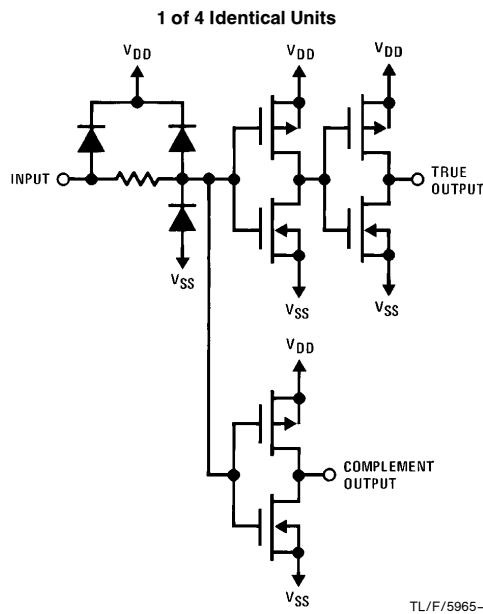 1 of 4 Identical Units
VDD
VDD
VDD
INPUT
TRUE
OUTPUT
VSS
VSS
VSS
VDD
COMPLEMENT
OUTPUT
VSS
TL/F/5965–